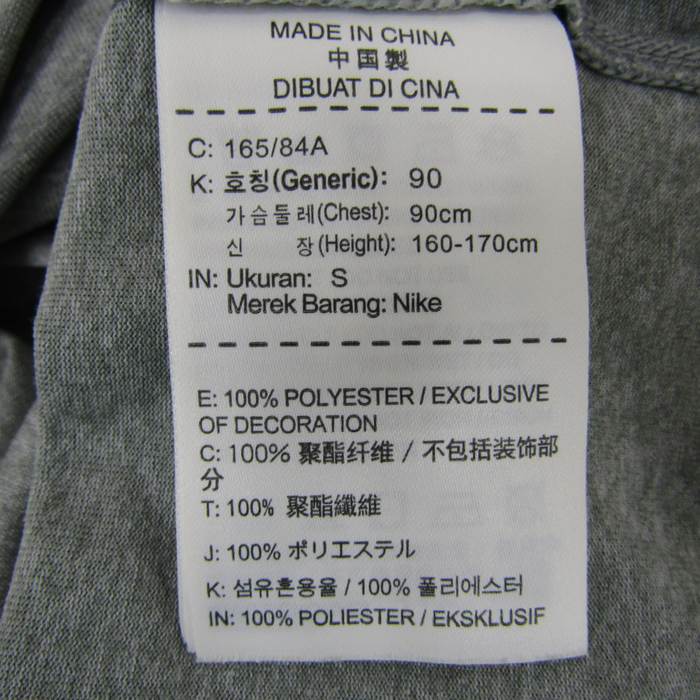 MADE IN CHINA
中国製
DIBUAT DI CINA
C: 165/84A
K: 호칭(Generic): 90
가슴둘레(Chest): 90cm
신 장(Height): 160-170cm
IN: Ukuran: S
Merek Barang: Nike
E: 100% POLYESTER / EXCLUSIVE
OF DECORATION
C: 100% 聚酯纤维 / 不包括装饰部
分
T: 100% 聚酯纖維
J: 100% ポリエステル
K: 섬유혼용율 / 100% 폴리에스터
IN: 100% POLIESTER / EKSKLUSIF